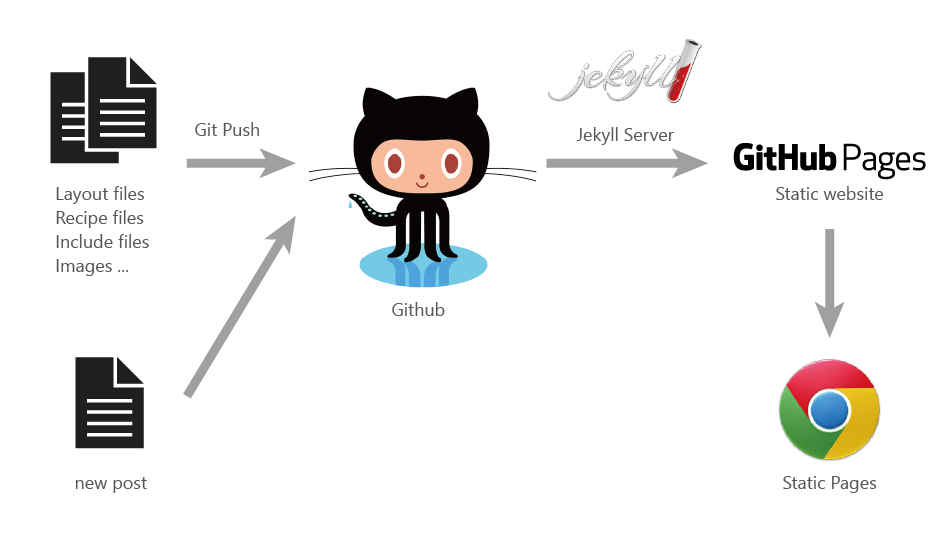 jekyll
Git Push
Jekyll Server
GitHub Pages
Layout files
Recipe files
Include files
Images ...
Static website
Github
new post
Static Pages